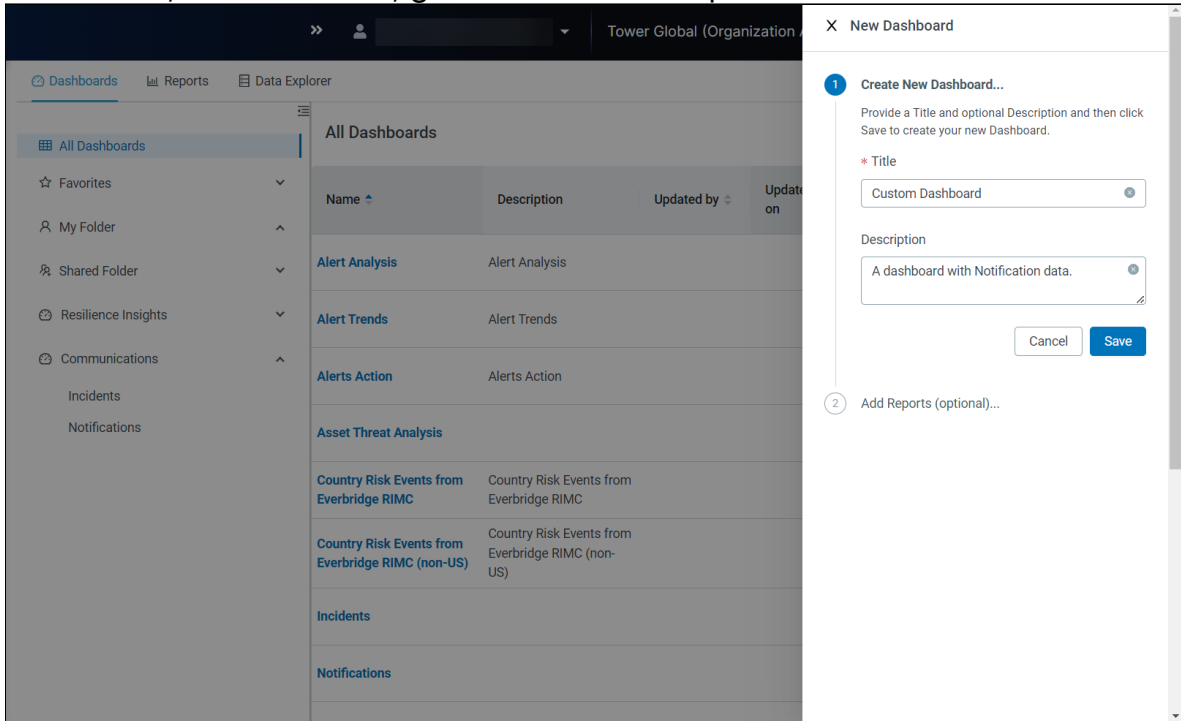 Tower Global (Organization A
Dashboards
Reports
Data Explorer
All Dashboards
Favorites
My Folder
Shared Folder
Resilience Insights
Communications
Incidents
Notifications
All Dashboards
Name
Description
Updated by
Update
on
Alert Analysis
Alert Analysis
Alert Trends
Alert Trends
Alerts Action
Alerts Action
Asset Threat Analysis
Country Risk Events from
Everbridge RIMC
Country Risk Events from
Everbridge RIMC
Country Risk Events from
Everbridge RIMC (non-US)
Country Risk Events from
Everbridge RIMC (non-
US)
Incidents
Notifications
X New Dashboard
1 Create New Dashboard...
Provide a Title and optional Description and then click
Save to create your new Dashboard.
* Title
Custom Dashboard
Description
A dashboard with Notification data.
Cancel
Save
2 Add Reports (optional)...